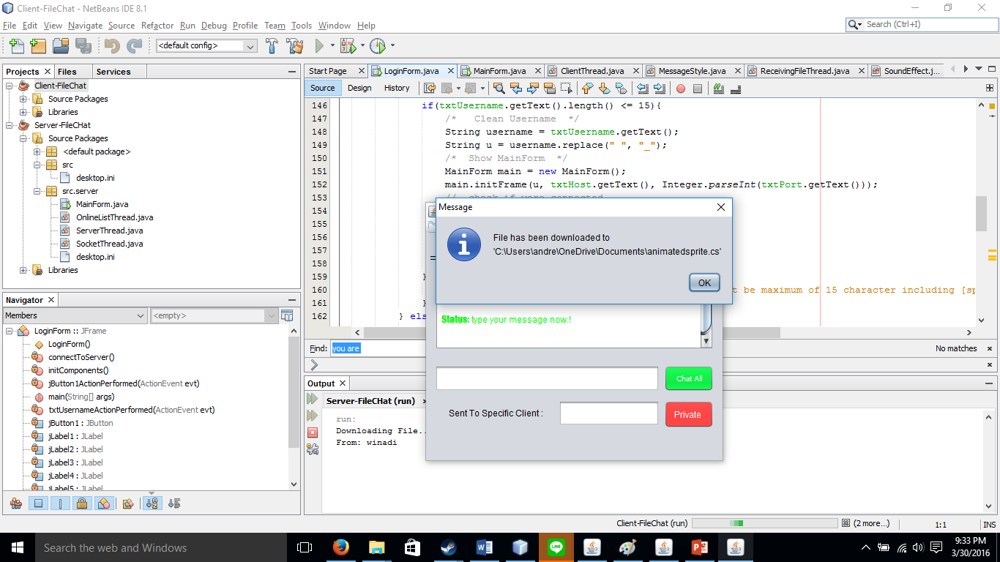 Client-FileChat - NetBeans IDE 8.1
File Edit View Navigate Source Refactor Run Debug Profile Team Tools Window Help
Search (Ctrl+I)
<default config>
Projects Files Services
Client-FileChat
Source Packages
Libraries
Server-FileCHat
Source Packages
<default package>
src
desktop.ini
src.server
MainForm.java
OnlineListThread.java
ServerThread.java
SocketThread.java
desktop.ini
Libraries
Navigator
Members <empty>
LoginForm :: JFrame
LoginForm()
connectToServer()
initComponents()
jButton1ActionPerformed(ActionEvent evt)
main(String[] args)
txtUsernameActionPerformed(ActionEvent evt)
jButton1 : JButton
jLabel1 : JLabel
jLabel2 : JLabel
jLabel3 : JLabel
jLabel4 : JLabel
jLabel5 : JLabel
Start Page LoginForm.java MainForm.java ClientThread.java MessageStyle.java ReceivingFileThread.java SoundEffect.j...
Source Design History
146 if(txtUsername.getText().length() <= 15){
147 /* Clean Username */
148 String username = txtUsername.getText();
149 String u = username.replace(" ", "_");
150 /* Show MainForm */
151 MainForm main = new MainForm();
152 main.initFrame(u, txtHost.getText(), Integer.parseInt(txtPort.getText()));
153 // check if were connected
154
155
156
157
158
159 }
160 t be maximum of 15 character including [sp
161 }
162 } els
Message
File has been downloaded to
'C:\Users\andre\OneDrive\Documents\animatedsprite.cs'
OK
Status: type your message now.!
Chat All
Sent To Specific Client :
Private
Find: you are
No matches
Output
Server-FileCHat (run)
run:
Downloading File..
From: winadi
Client-FileChat (run) (2 more...) 1:1 INS
Search the web and Windows
LINE
9:33 PM
3/30/2016